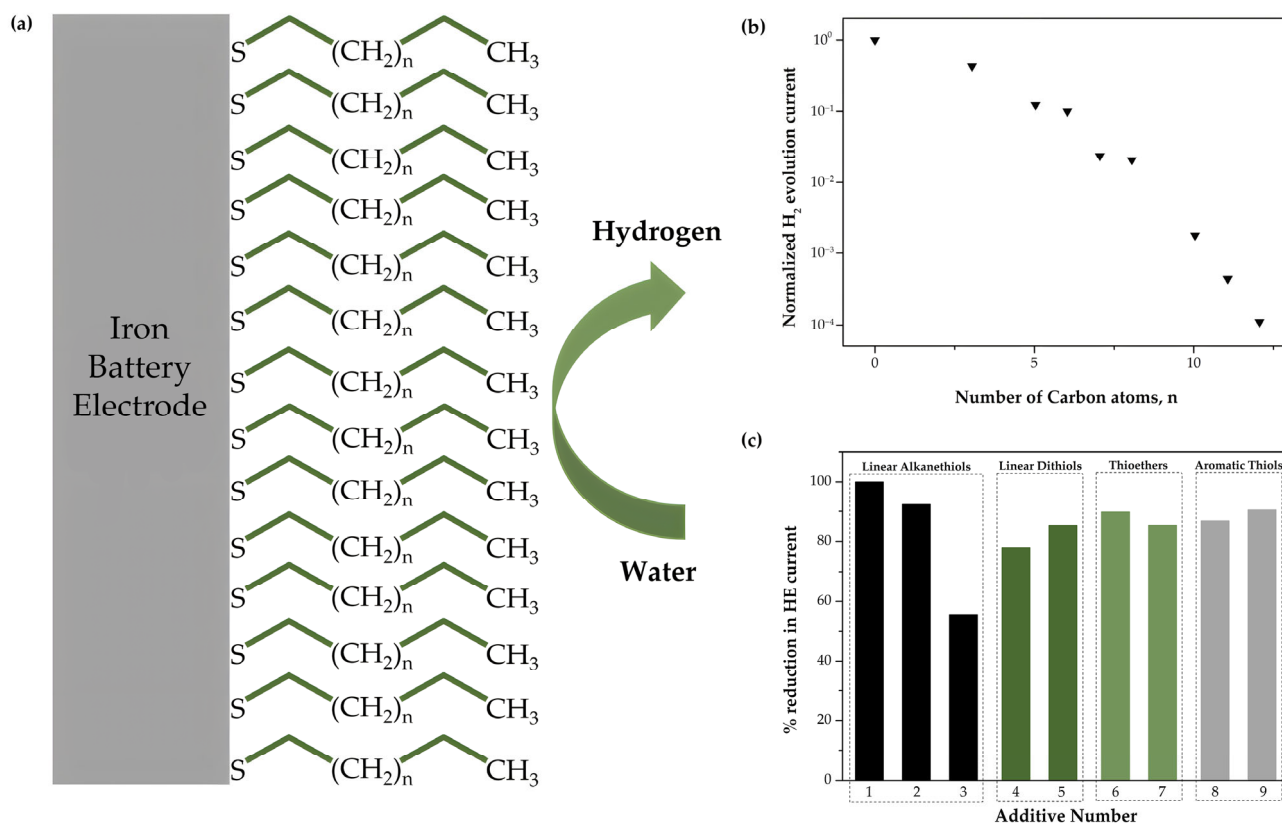 (a)
S (CH₂)ₙ CH₃
S (CH₂)ₙ CH₃
S (CH₂)ₙ CH₃
S (CH₂)ₙ CH₃
S (CH₂)ₙ CH₃
S (CH₂)ₙ CH₃
S (CH₂)ₙ CH₃
S (CH₂)ₙ CH₃
S (CH₂)ₙ CH₃
S (CH₂)ₙ CH₃
S (CH₂)ₙ CH₃
S (CH₂)ₙ CH₃
S (CH₂)ₙ CH₃
S (CH₂)ₙ CH₃
Iron
Battery
Electrode
Hydrogen
Water
(b)
Normalized H₂ evolution current
10⁰
10⁻¹
10⁻²
10⁻³
10⁻⁴
0 5 10
Number of Carbon atoms, n
(c)
% reduction in HE current
Linear Alkanethiols Linear Dithiols Thioethers Aromatic Thiols
100
80
60
40
20
0
1 2 3 4 5 6 7 8 9
Additive Number